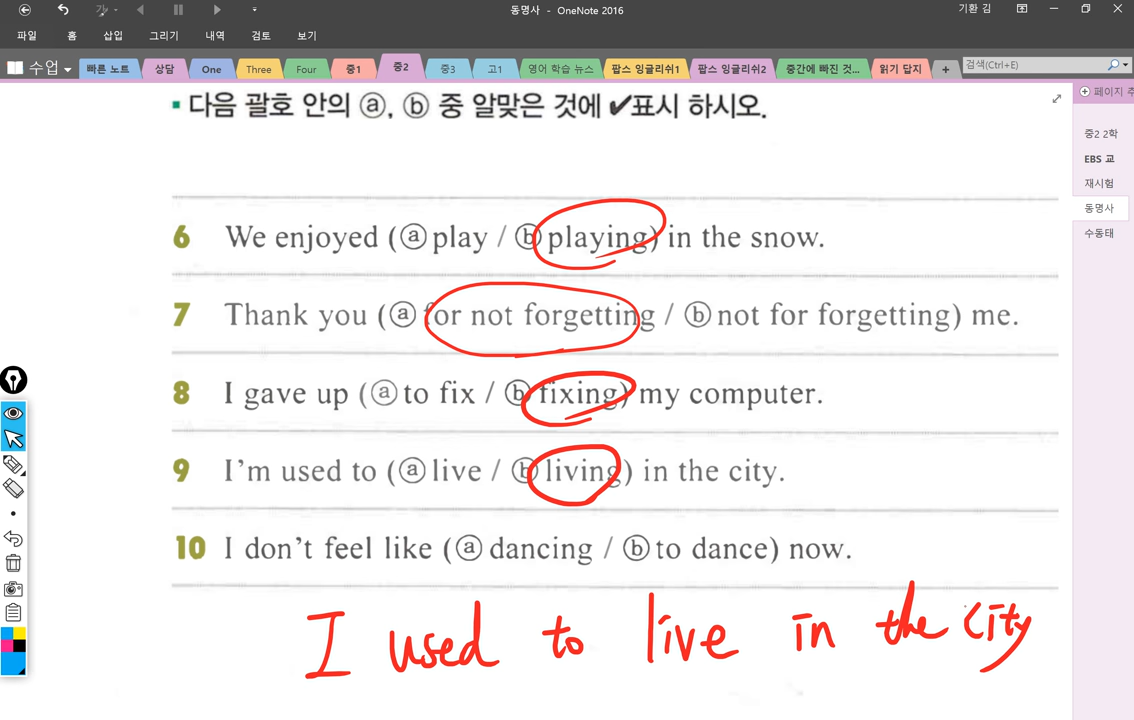 동명사 - OneNote 2016
기환 김
파일 홈 삽입 그리기 내역 검토 보기
수업 빠른 노트 상담 One Three Four 중1 중2 중3 고1 영어 학습 뉴스 팝스 잉글리쉬1 팝스 잉글리쉬2 중간에 빠진 것... 읽기 답지 + 검색(Ctrl+E)
페이지 추
▪ 다음 괄호 안의 ⓐ, ⓑ 중 알맞은 것에 ✔표시 하시오.
중2 2학
EBS 교
재시험
동명사
수동태
6 We enjoyed (ⓐ play / ⓑ playing) in the snow.
7 Thank you (ⓐ for not forgetting / ⓑ not for forgetting) me.
8 I gave up (ⓐ to fix / ⓑ fixing) my computer.
9 I'm used to (ⓐ live / ⓑ living) in the city.
10 I don't feel like (ⓐ dancing / ⓑ to dance) now.
I used to live in the city